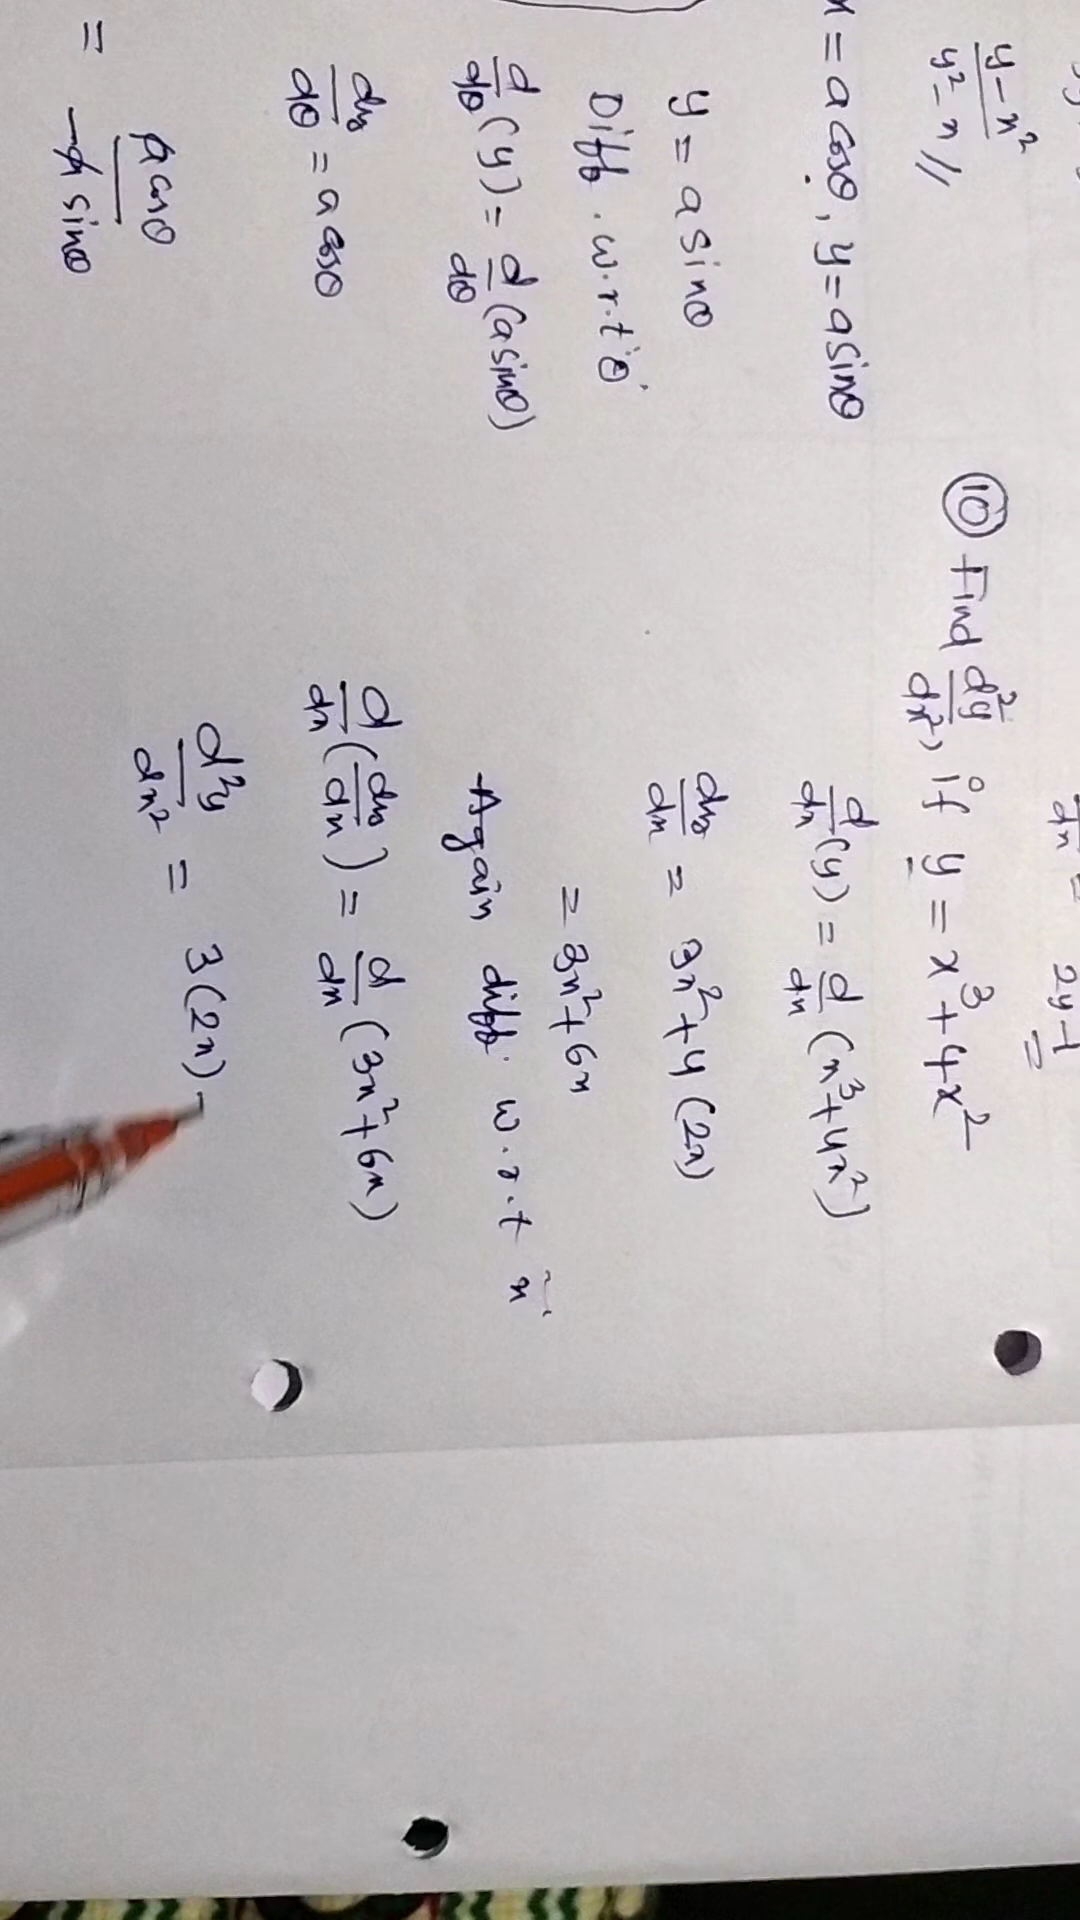 y - x²
y² - x //
x = a cosθ, y = a sinθ
y = a sinθ
Diff. w.r.t 'θ'
d/dθ (y) = d/dθ (a sinθ)
dy/dθ = a cosθ
= a cosθ / -a sinθ
2y-1
⑩ Find d²y/dx², if y = x³ + 4x²
d/dx (y) = d/dx (x³ + 4x²)
dy/dx = 3x² + 4(2x)
= 3x² + 6x
Again diff. w.r.t 'x'
d/dx (dy/dx) = d/dx (3x² + 6x)
d²y/dx² = 3(2x)